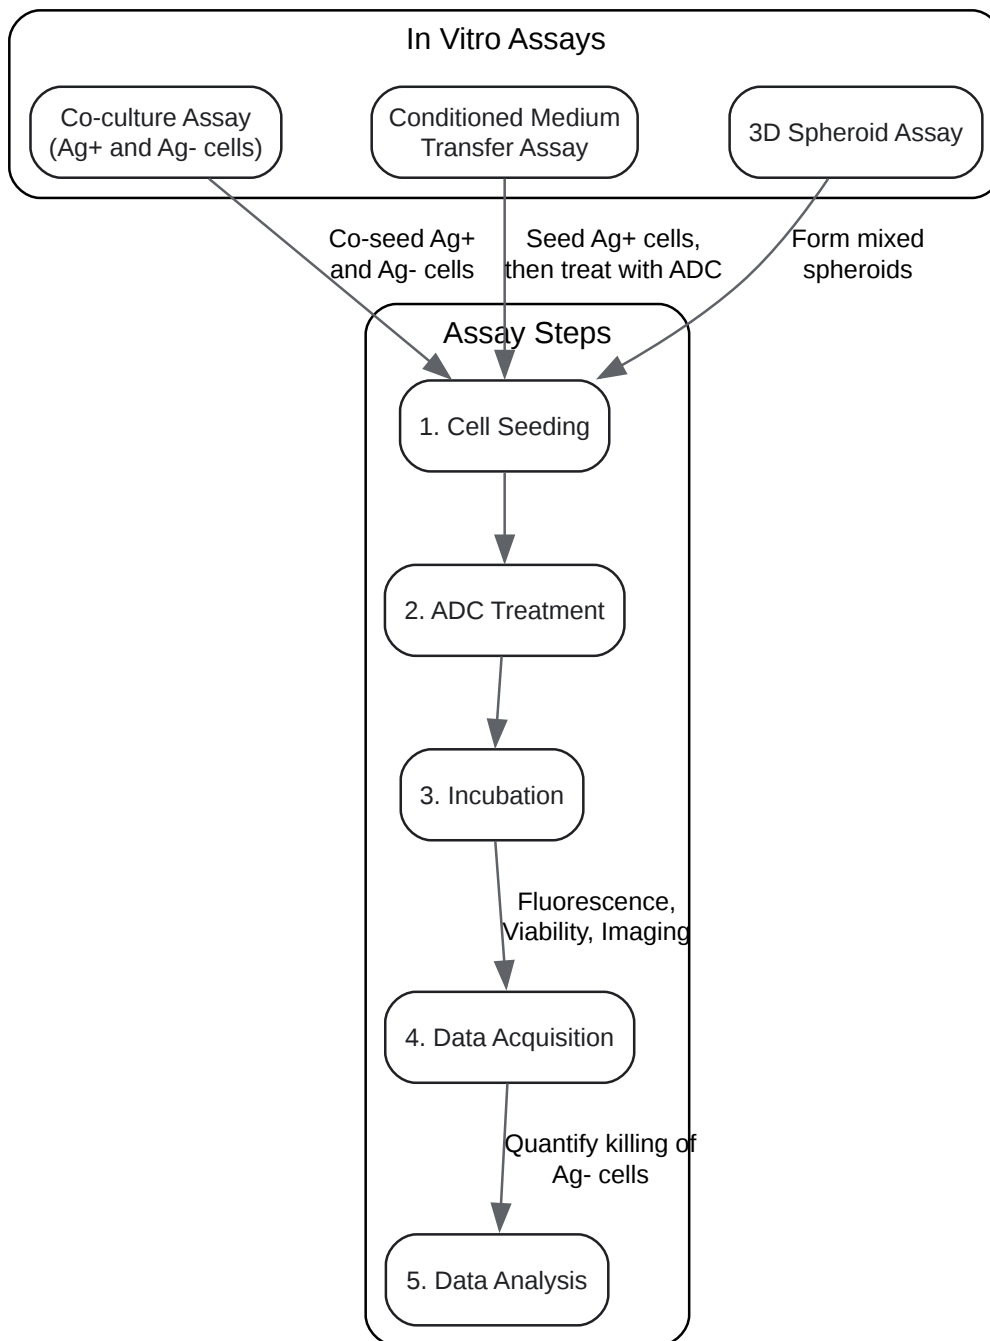 In Vitro Assays
Co-culture Assay
(Ag+ and Ag- cells)
Conditioned Medium
Transfer Assay
3D Spheroid Assay
Co-seed Ag+
and Ag- cells
Seed Ag+ cells,
then treat with ADC
Form mixed
spheroids
Assay Steps
1. Cell Seeding
2. ADC Treatment
3. Incubation
Fluorescence,
Viability, Imaging
4. Data Acquisition
Quantify killing of
Ag- cells
5. Data Analysis